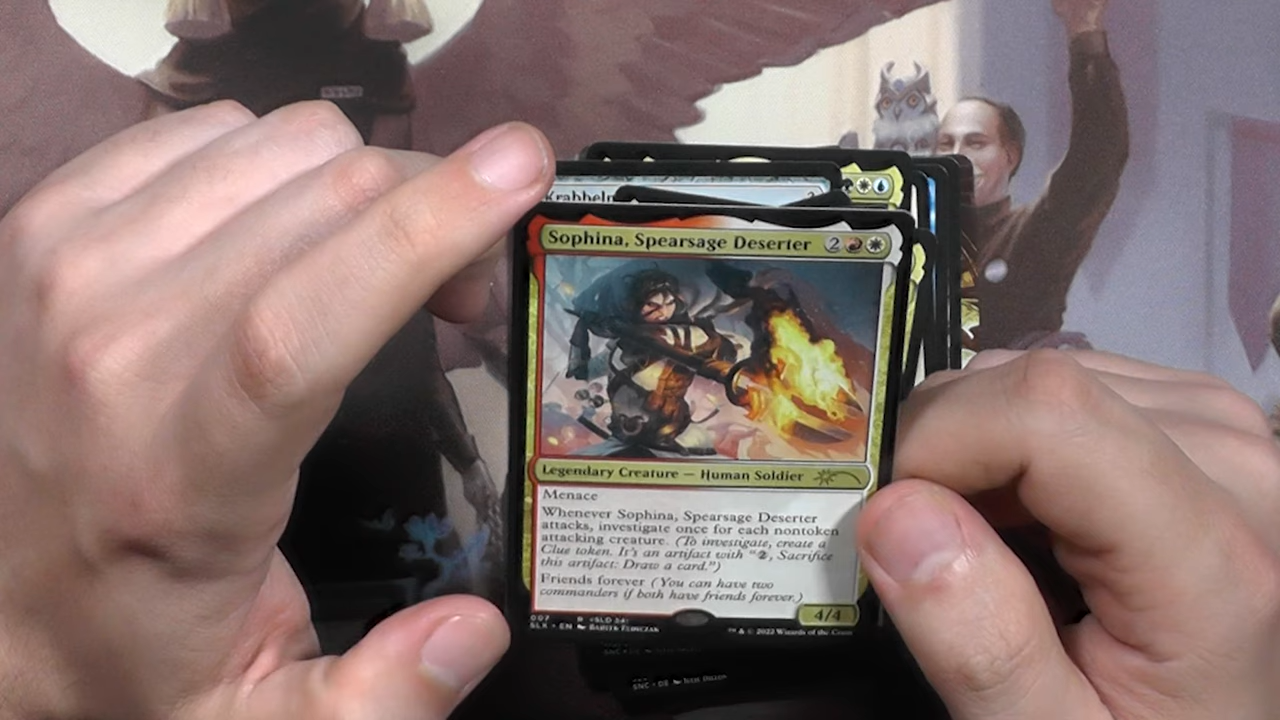 Krabbeln
Sophina, Spearsage Deserter 2
Legendary Creature — Human Soldier
Menace
Whenever Sophina, Spearsage Deserter
attacks, investigate once for each nontoken
attacking creature. (To investigate, create a
Clue token. It's an artifact with "2, Sacrifice
this artifact: Draw a card.")
Friends forever (You can have two
commanders if both have friends forever.)
4/4
007 R
SLX • EN
™ & © 2022 Wizards of the Coast
SNC • DE